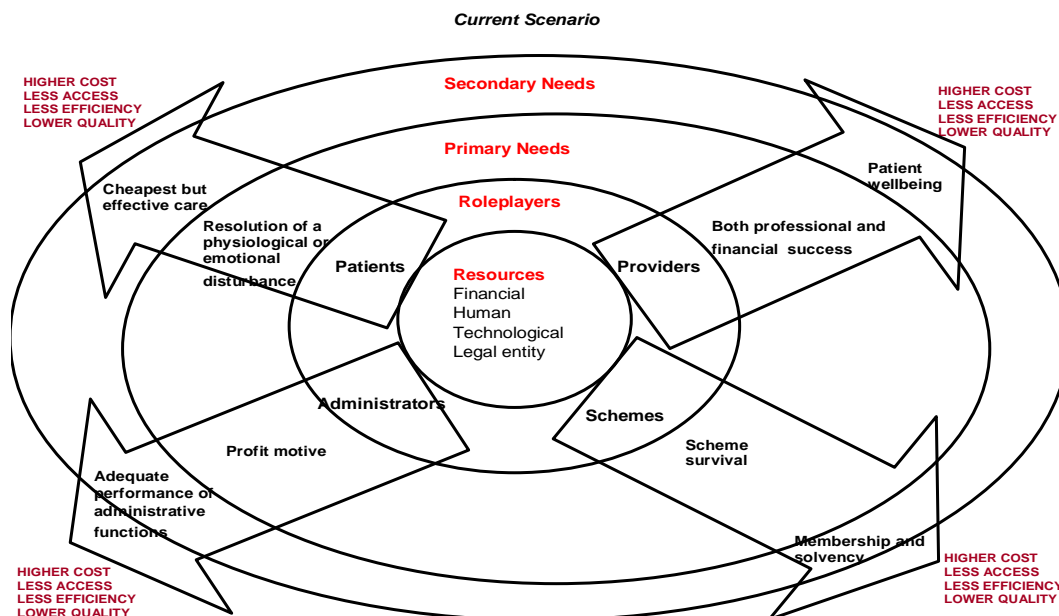 Current Scenario
HIGHER COST
LESS ACCESS
LESS EFFICIENCY
LOWER QUALITY
Secondary Needs
HIGHER COST
LESS ACCESS
LESS EFFICIENCY
LOWER QUALITY
Primary Needs
Cheapest but
effective care
Patient
wellbeing
Roleplayers
Resolution of a
physiological or
emotional
disturbance
Both professional and
financial success
Patients
Providers
Resources
Financial
Human
Technological
Legal entity
Administrators
Schemes
Profit motive
Scheme
survival
Adequate
performance of
administrative
functions
Membership and
solvency
HIGHER COST
LESS ACCESS
LESS EFFICIENCY
LOWER QUALITY
HIGHER COST
LESS ACCESS
LESS EFFICIENCY
LOWER QUALITY